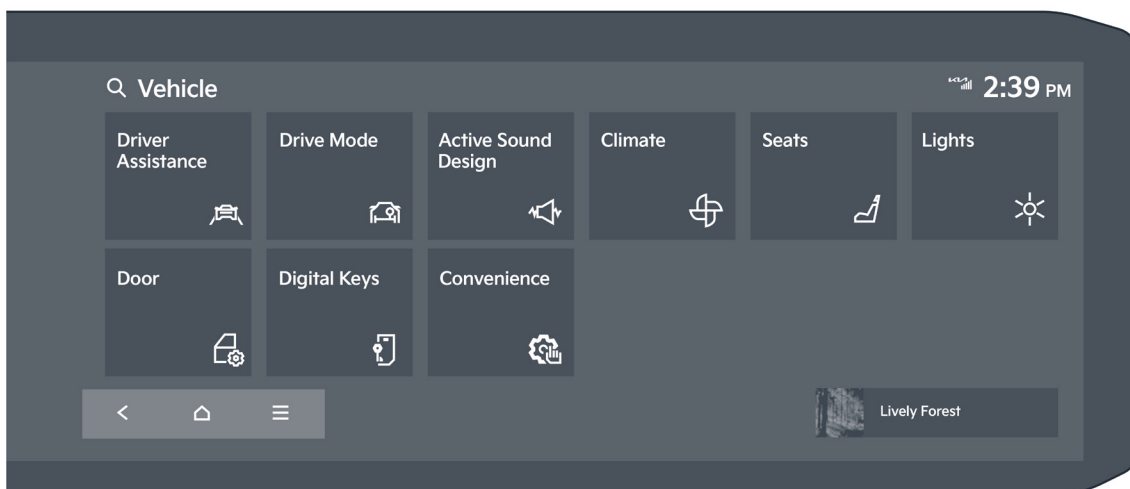 Vehicle
2:39 PM
Driver
Assistance
Drive Mode
Active Sound
Design
Climate
Seats
Lights
Door
Digital Keys
Convenience
Lively Forest